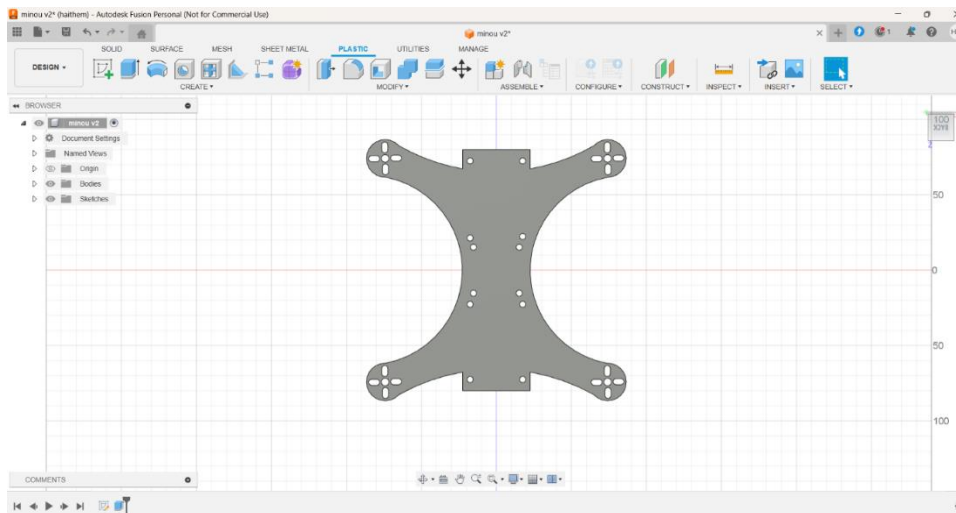 minou v2* (haithem) - Autodesk Fusion Personal (Not for Commercial Use)
minou v2*
1
SOLID SURFACE MESH SHEET METAL PLASTIC UTILITIES MANAGE
DESIGN
CREATE MODIFY ASSEMBLE CONFIGURE CONSTRUCT INSPECT INSERT SELECT
BROWSER
minou v2
Document Settings
Named Views
Origin
Bodies
Sketches
100
50
0
50
100
COMMENTS